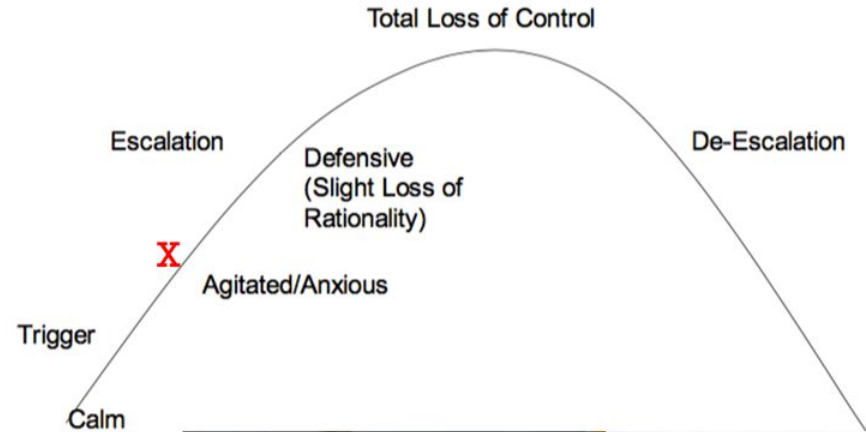 Total Loss of Control
Escalation
De-Escalation
Defensive
(Slight Loss of
Rationality)
X
Agitated/Anxious
Trigger
Calm